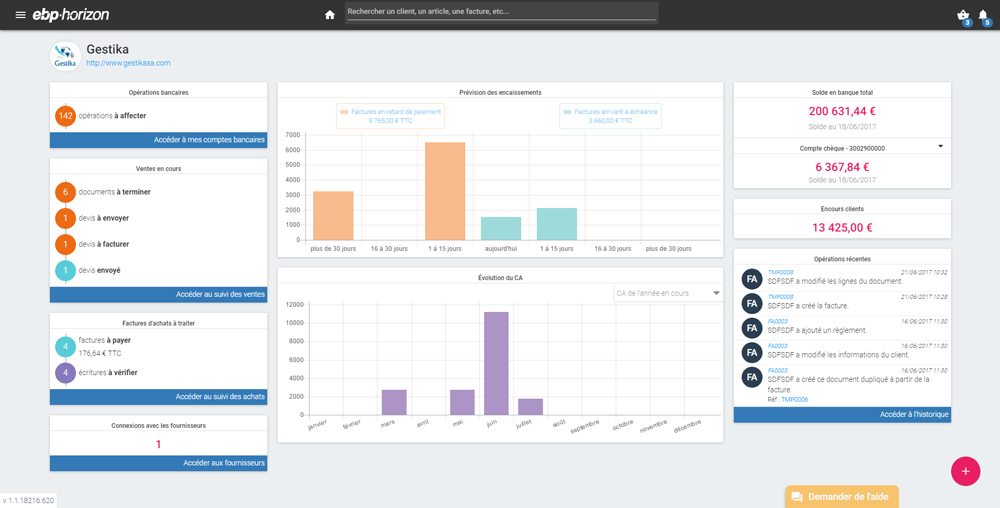 ebp·horizon
Rechercher un client, un article, une facture, etc...
3
5
Gestika
Gestika
http://www.gestikasa.com
Opérations bancaires
142 opérations à affecter
Accéder à mes comptes bancaires
Ventes en cours
6 documents à terminer
1 devis à envoyer
1 devis à facturer
1 devis envoyé
Accéder au suivi des ventes
Factures d'achats à traiter
4 factures à payer
176,64 € TTC
4 écritures à vérifier
Accéder au suivi des achats
Connexions avec les fournisseurs
1
Accéder aux fournisseurs
Prévision des encaissements
Factures en retard de paiement
9 765,00 € TTC
Factures arrivant à échéance
3 660,00 € TTC
7000
6000
5000
4000
3000
2000
1000
0
plus de 30 jours
16 à 30 jours
1 à 15 jours
aujourd'hui
1 à 15 jours
16 à 30 jours
plus de 30 jours
Évolution du CA
CA de l'année en cours
12000
10000
8000
6000
4000
2000
0
janvier
février
mars
avril
mai
juin
juillet
août
septembre
octobre
novembre
décembre
Solde en banque total
200 631,44 €
Solde au 18/06/2017
Compte chèque - 3002900000
6 367,84 €
Solde au 18/06/2017
Encours clients
13 425,00 €
Opérations récentes
FA TMP0008 21/06/2017 10:32
SDFSDF a modifié les lignes du document.
FA TMP0008 21/06/2017 10:28
SDFSDF a créé la facture.
FA FA0003 16/06/2017 11:30
SDFSDF a ajouté un règlement.
FA FA0003 16/06/2017 11:30
SDFSDF a modifié les informations du client.
FA FA0003 16/06/2017 11:30
SDFSDF a créé ce document dupliqué à partir de la
facture.
Réf : TMP0006
Accéder à l'historique
+
Demander de l'aide
v 1.1.18216.620